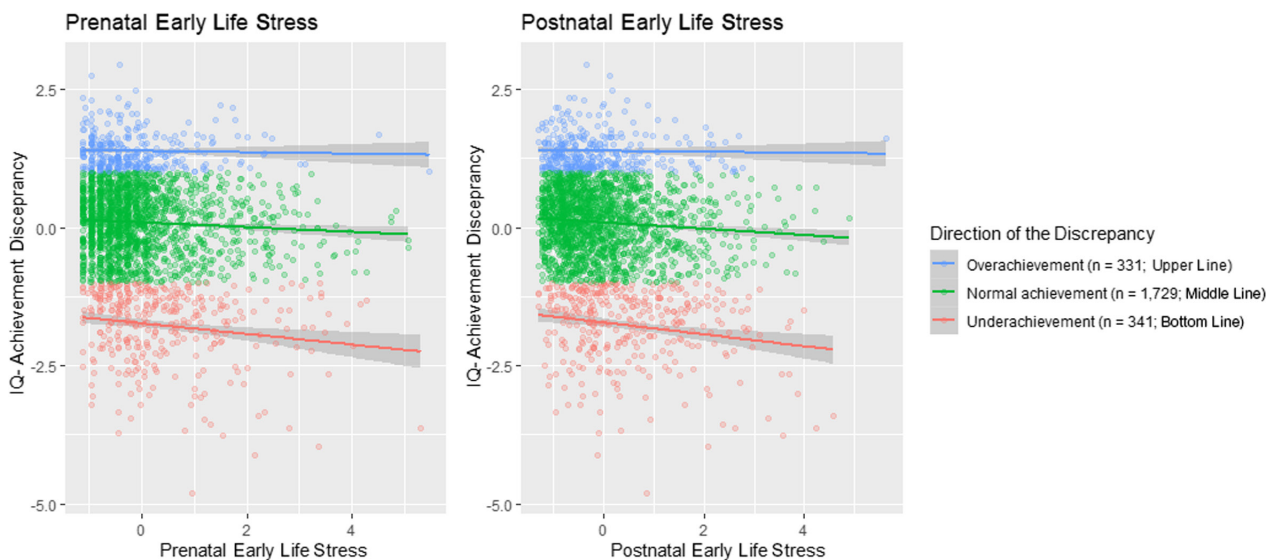 Prenatal Early Life Stress
Postnatal Early Life Stress
IQ- Achievement Disceprancy
2.5
0.0
-2.5
-5.0
0 2 4
Prenatal Early Life Stress
IQ- Achievement Discrepancy
2.5
0.0
-2.5
-5.0
0 2 4
Postnatal Early Life Stress
Direction of the Discrepancy
Overachievement (n = 331; Upper Line)
Normal achievement (n = 1,729; Middle Line)
Underachievement (n = 341; Bottom Line)